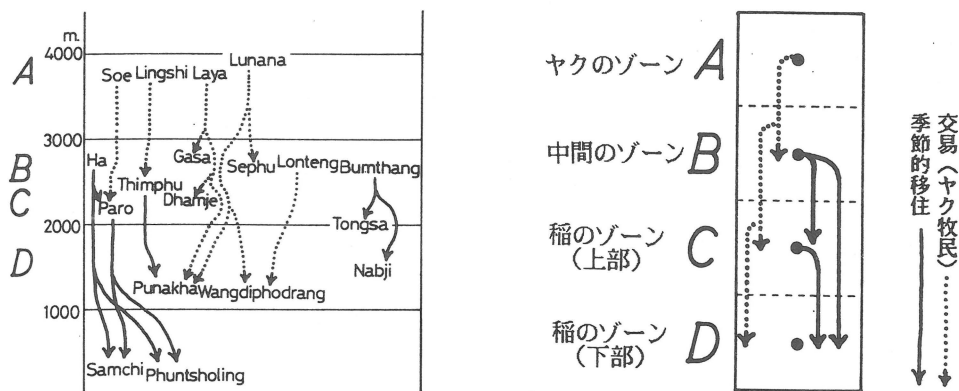 m.
4000
3000
2000
1000
A
B
C
D
Lunana
Soe Lingshi Laya
Ha
Gasa
Sephu Lonteng Bumthang
Thimphu Dhamje
Paro
Tongsa
Nabji
Punakha Wangdiphodrang
Samchi Phuntsholing
ヤクのゾーン A
中間のゾーン B
稲のゾーン C
(上部)
稲のゾーン D
(下部)
交易(ヤク牧民)
季節的移住